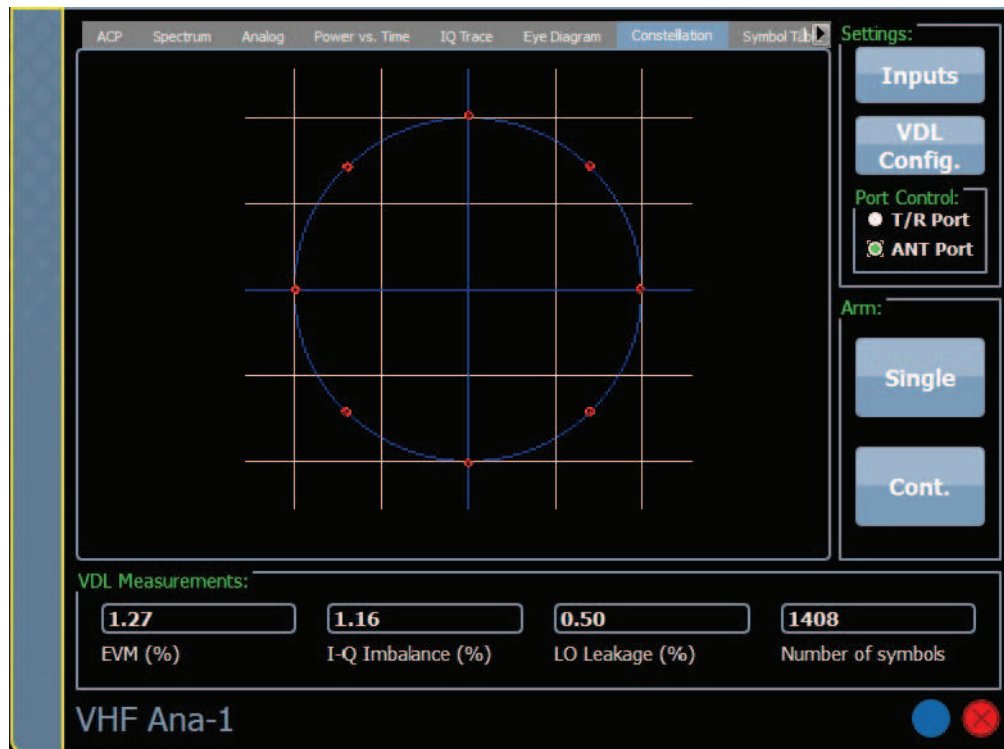 ACP Spectrum Analog Power vs. Time IQ Trace Eye Diagram Constellation Symbol
Settings:
Inputs
VDL
Config.
Port Control:
T/R Port
ANT Port
Arm:
Single
Cont.
VDL Measurements:
1.27 1.16 0.50 1408
EVM (%) I-Q Imbalance (%) LO Leakage (%) Number of symbols
VHF Ana-1